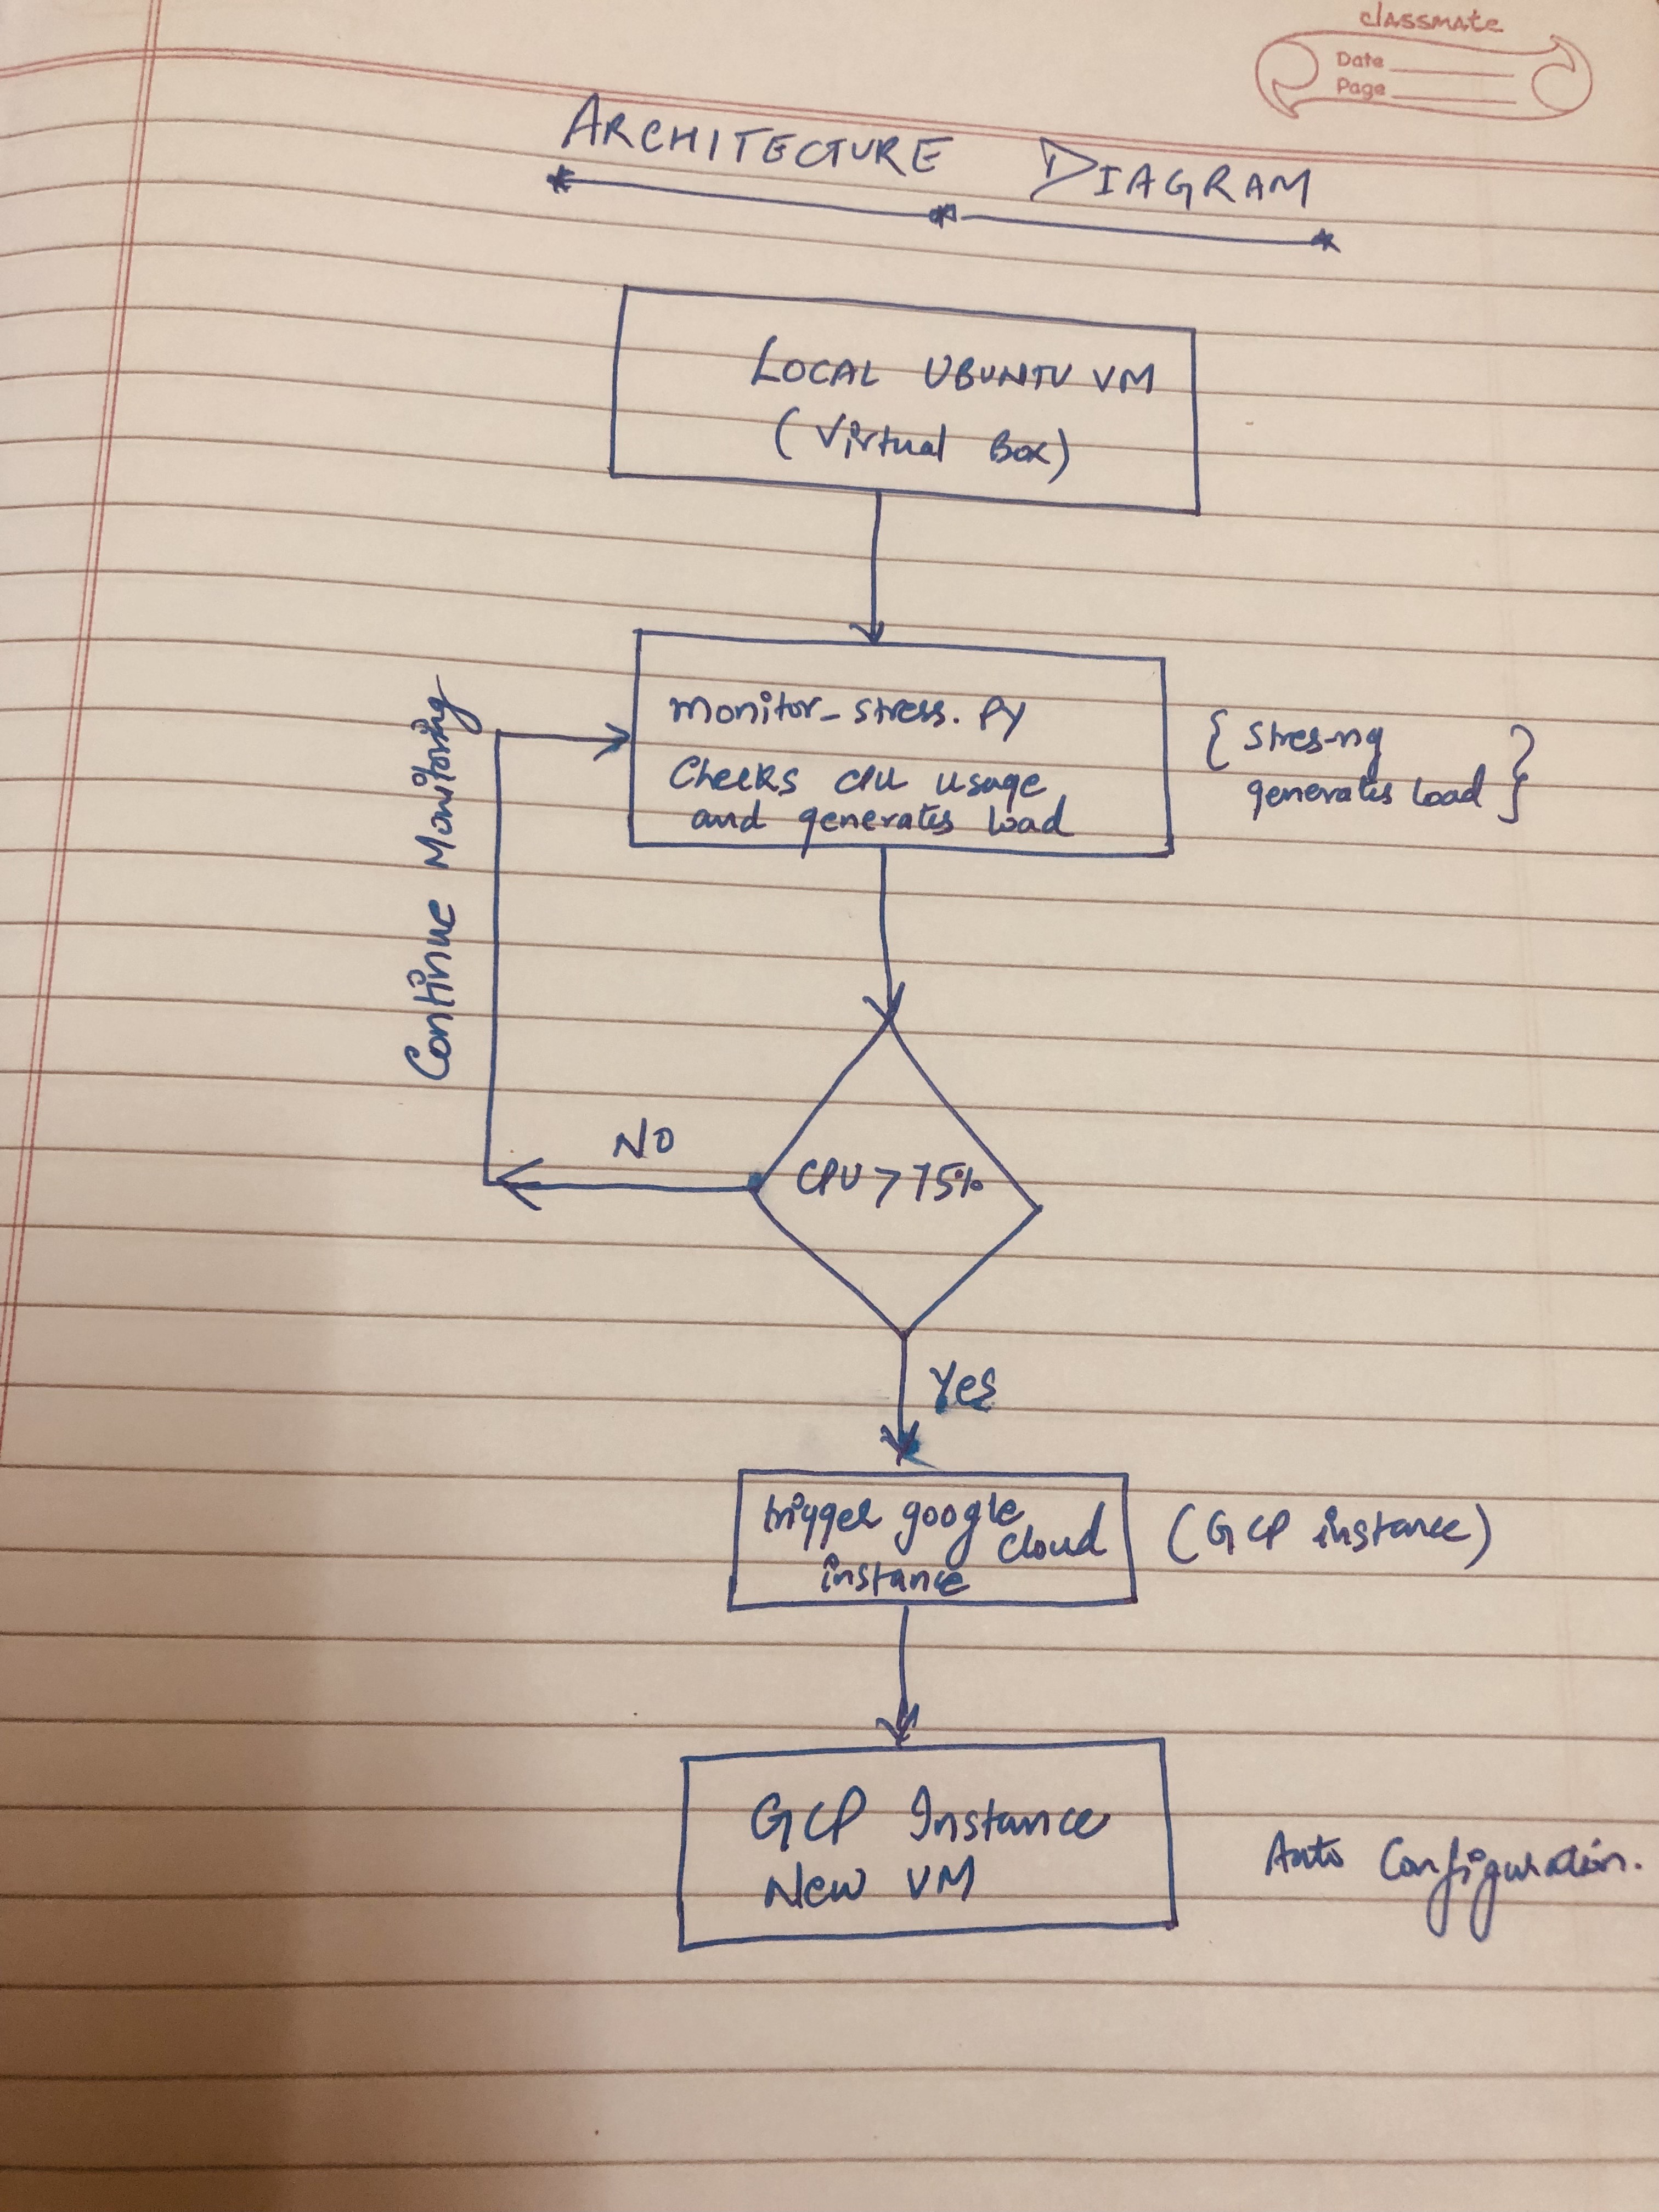 classmate
Date
Page
ARCHITECTURE DIAGRAM
LOCAL UBUNTU VM
(Virtual Box)
monitor_stress.py
Checks CPU usage
and generates load
{ stres-ng
generates load }
Continue Monitoring
NO
CPU > 75%
Yes
trigger google
cloud
instance
(GCP instance)
GCP Instance
New VM
Auto Configuration.